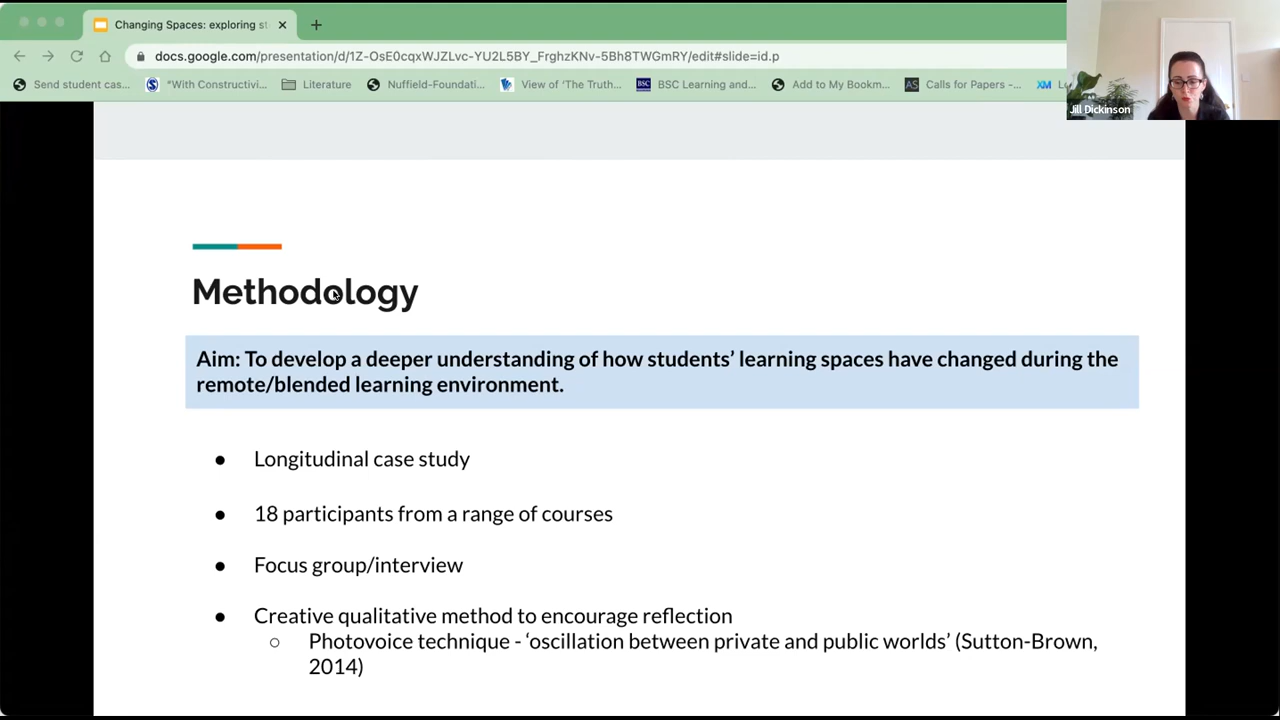 Changing Spaces: exploring st
docs.google.com/presentation/d/1Z-OsE0cqxWJZLvc-YU2L5BY_FrghzKNv-5Bh8TWGmRY/edit#slide=id.p
Send student cas... "With Constructivi... Literature Nuffield-Foundati... View of 'The Truth... BSC BSC Learning and... Add to My Bookm... AS Calls for Papers -... XM
Jill Dickinson
Methodology
Aim: To develop a deeper understanding of how students’ learning spaces have changed during the
remote/blended learning environment.
● Longitudinal case study
● 18 participants from a range of courses
● Focus group/interview
● Creative qualitative method to encourage reflection
○ Photovoice technique - ‘oscillation between private and public worlds’ (Sutton-Brown,
2014)